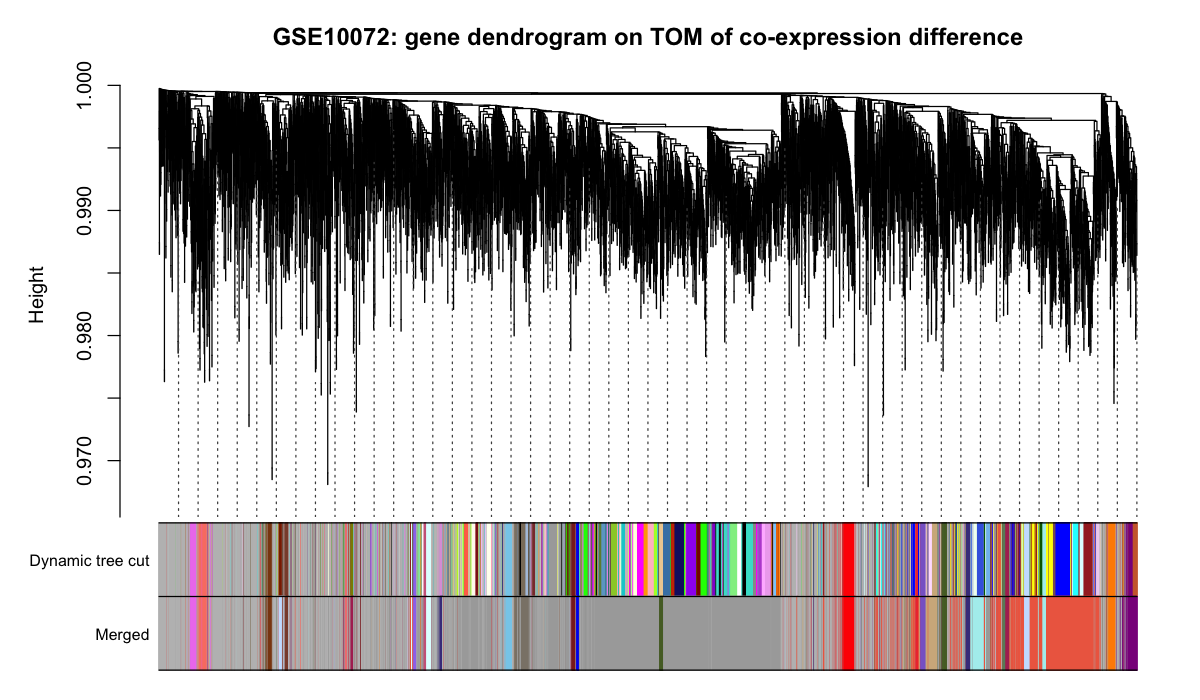 GSE10072: gene dendrogram on TOM of co-expression difference
1.000
0.990
0.980
0.970
Height
Dynamic tree cut
Merged